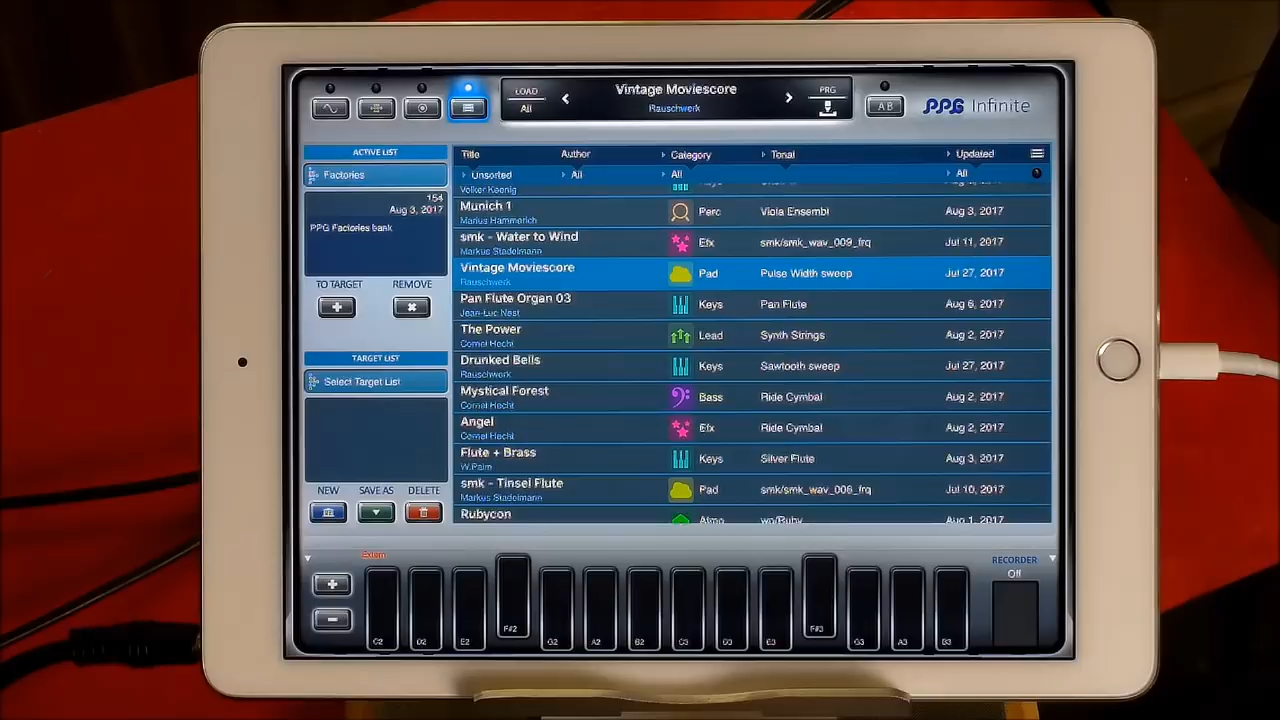 LOAD
All
Vintage Moviescore
Rauschwerk
PRG
AB
PPG Infinite
ACTIVE LIST
Factories
154
Aug 3, 2017
PPG Factories bank
TO TARGET
REMOVE
TARGET LIST
Select Target List
NEW SAVE AS DELETE
Title Author Category Tonal Updated
Unsorted All All All
Volker Koenig
Munich 1 Perc Viola Ensembl Aug 3, 2017
Marius Hammerich
smk - Water to Wind Efx smk/smk_wav_009_frq Jul 11, 2017
Markus Stadelmann
Vintage Moviescore Pad Pulse Width sweep Jul 27, 2017
Rauschwerk
Pan Flute Organ 03 Keys Pan Flute Aug 6, 2017
Jean-Luc Nest
The Power Lead Synth Strings Aug 2, 2017
Cornel Hecht
Drunked Bells Keys Sawtooth sweep Jul 27, 2017
Rauschwerk
Mystical Forest Bass Ride Cymbal Aug 2, 2017
Cornel Hecht
Angel Efx Ride Cymbal Aug 2, 2017
Cornel Hecht
Flute + Brass Keys Silver Flute Aug 3, 2017
W.Palm
smk - Tinsel Flute Pad smk/smk_wav_006_frq Jul 10, 2017
Markus Stadelmann
Rubycon Atmo wp/Ruby Aug 1, 2017
Extern
RECORDER
Off
C2 D2 E2 F#2 G2 A2 B2 C3 D3 E3 F#3 G3 A3 B3